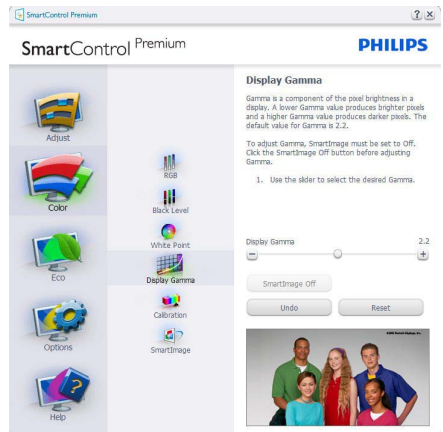 SmartControl Premium
SmartControl Premium
PHILIPS
Adjust
Color
Eco
Options
Help
RGB
Black Level
White Point
Display Gamma
Calibration
SmartImage
Display Gamma
Gamma is a component of the pixel brightness in a
display. A lower Gamma value produces brighter pixels
and a higher Gamma value produces darker pixels. The
default value for Gamma is 2.2.
To adjust Gamma, SmartImage must be set to Off.
Click the SmartImage Off button before adjusting
Gamma.
1. Use the slider to select the desired Gamma.
Display Gamma 2.2
SmartImage Off
Undo Reset